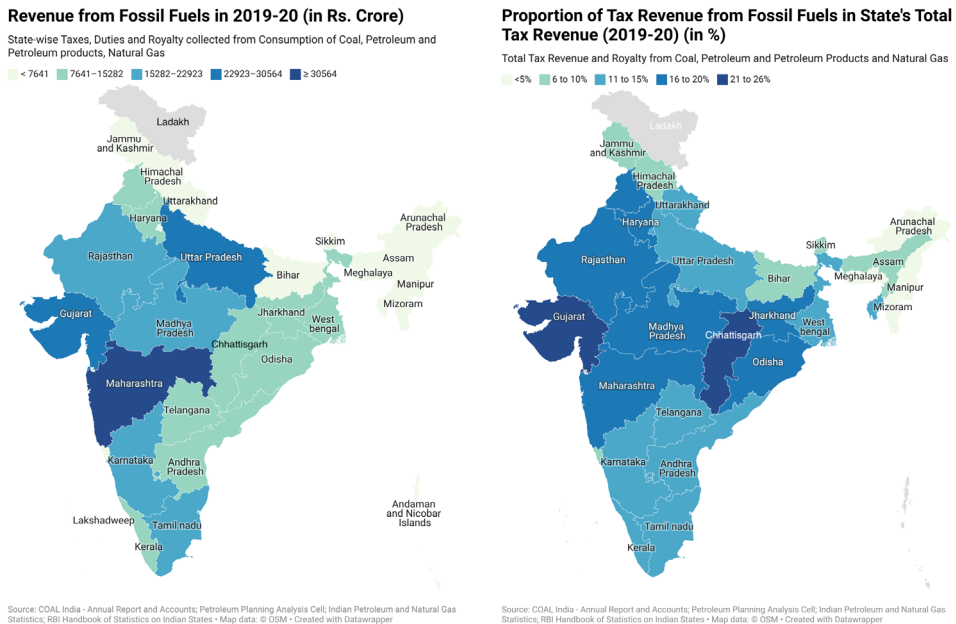 Revenue from Fossil Fuels in 2019-20 (in Rs. Crore)
State-wise Taxes, Duties and Royalty collected from Consumption of Coal, Petroleum and
Petroleum products, Natural Gas
< 7641
7641–15282
15282–22923
22923–30564
≥ 30564
Ladakh
Jammu
and Kashmir
Himachal
Pradesh
Uttarakhand
Haryana
Arunachal
Pradesh
Sikkim
Rajasthan
Uttar Pradesh
Assam
Bihar
Meghalaya
Manipur
Mizoram
Gujarat
Jharkhand
Madhya
Pradesh
West
bengal
Chhattisgarh
Odisha
Maharashtra
Telangana
Karnataka
Andhra
Pradesh
Andaman
and Nicobar
Islands
Lakshadweep
Tamil nadu
Kerala
Source: COAL India - Annual Report and Accounts; Petroleum Planning Analysis Cell; Indian Petroleum and Natural Gas
Statistics; RBI Handbook of Statistics on Indian States • Map data: © OSM • Created with Datawrapper
Proportion of Tax Revenue from Fossil Fuels in State's Total
Tax Revenue (2019-20) (in %)
Total Tax Revenue and Royalty from Coal, Petroleum and Petroleum Products and Natural Gas
<5%
6 to 10%
11 to 15%
16 to 20%
21 to 26%
Ladakh
Jammu
and Kashmir
Himachal
Pradesh
Uttarakhand
Haryana
Arunachal
Pradesh
Sikkim
Rajasthan
Uttar Pradesh
Assam
Bihar
Meghalaya
Manipur
Mizoram
Gujarat
Jharkhand
Madhya
Pradesh
West
bengal
Chhattisgarh
Odisha
Maharashtra
Telangana
Karnataka
Andhra
Pradesh
Tamil nadu
Kerala
Source: COAL India - Annual Report and Accounts; Petroleum Planning Analysis Cell; Indian Petroleum and Natural Gas
Statistics; RBI Handbook of Statistics on Indian States • Map data: © OSM • Created with Datawrapper